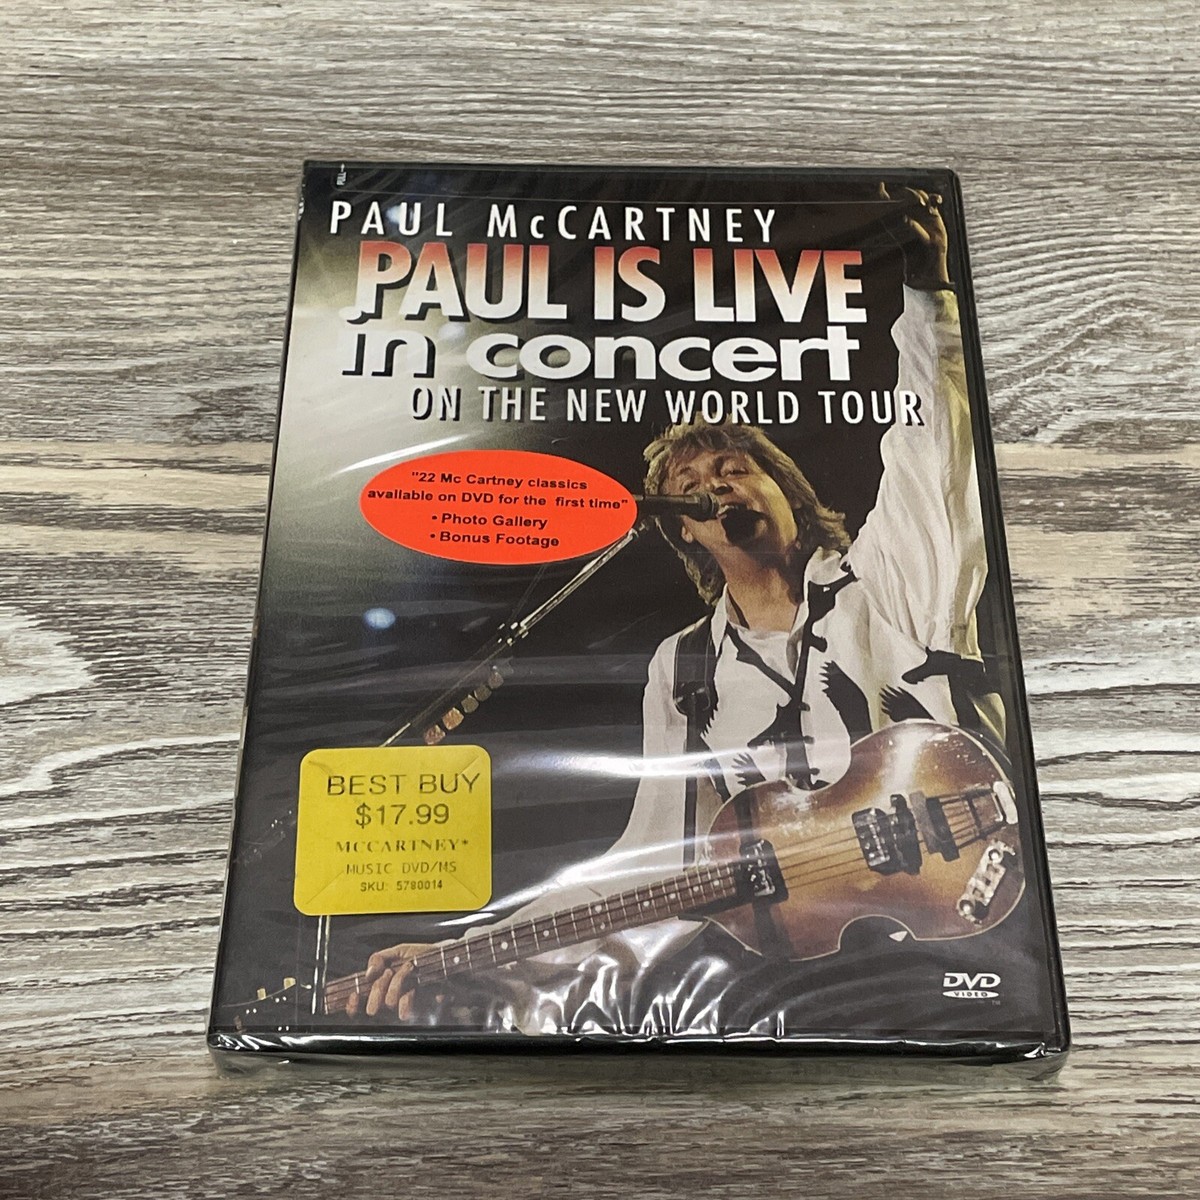 PULL
PAUL McCARTNEY
PAUL IS LIVE
in concert
ON THE NEW WORLD TOUR
"22 Mc Cartney classics
available on DVD for the first time"
• Photo Gallery
• Bonus Footage
BEST BUY
$17.99
MCCARTNEY*
MUSIC DVD/MS
SKU: 5780014
DVD
VIDEO
TM